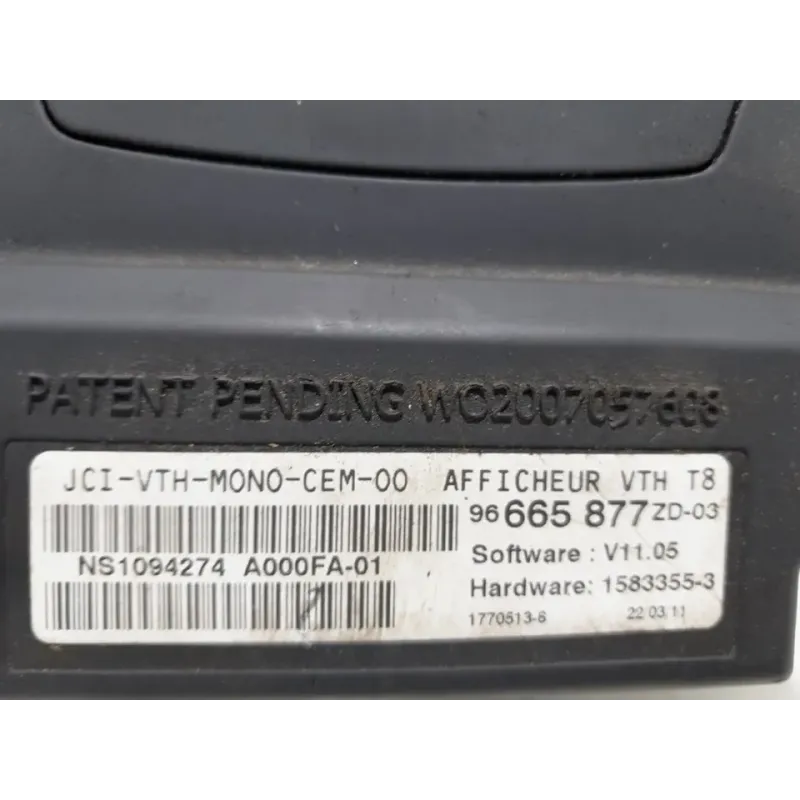 PATENT PENDING WO2007057608
JCI-VTH-MONO-CEM-00 AFFICHEUR VTH T8
96 665 877 ZD-03
NS1094274 A000FA-01
Software : V11.05
Hardware: 1583355-3
1770513-6 22 03 11